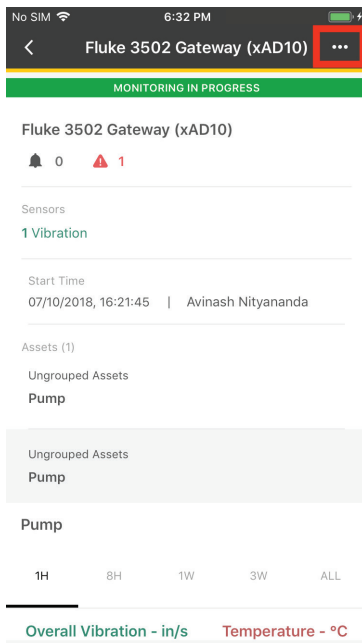 No SIM 6:32 PM
Fluke 3502 Gateway (xAD10) •••
MONITORING IN PROGRESS
Fluke 3502 Gateway (xAD10)
0 1
Sensors
1 Vibration
Start Time
07/10/2018, 16:21:45 | Avinash Nityananda
Assets (1)
Ungrouped Assets
Pump
Ungrouped Assets
Pump
Pump
1H 8H 1W 3W ALL
Overall Vibration - in/s Temperature - ºC